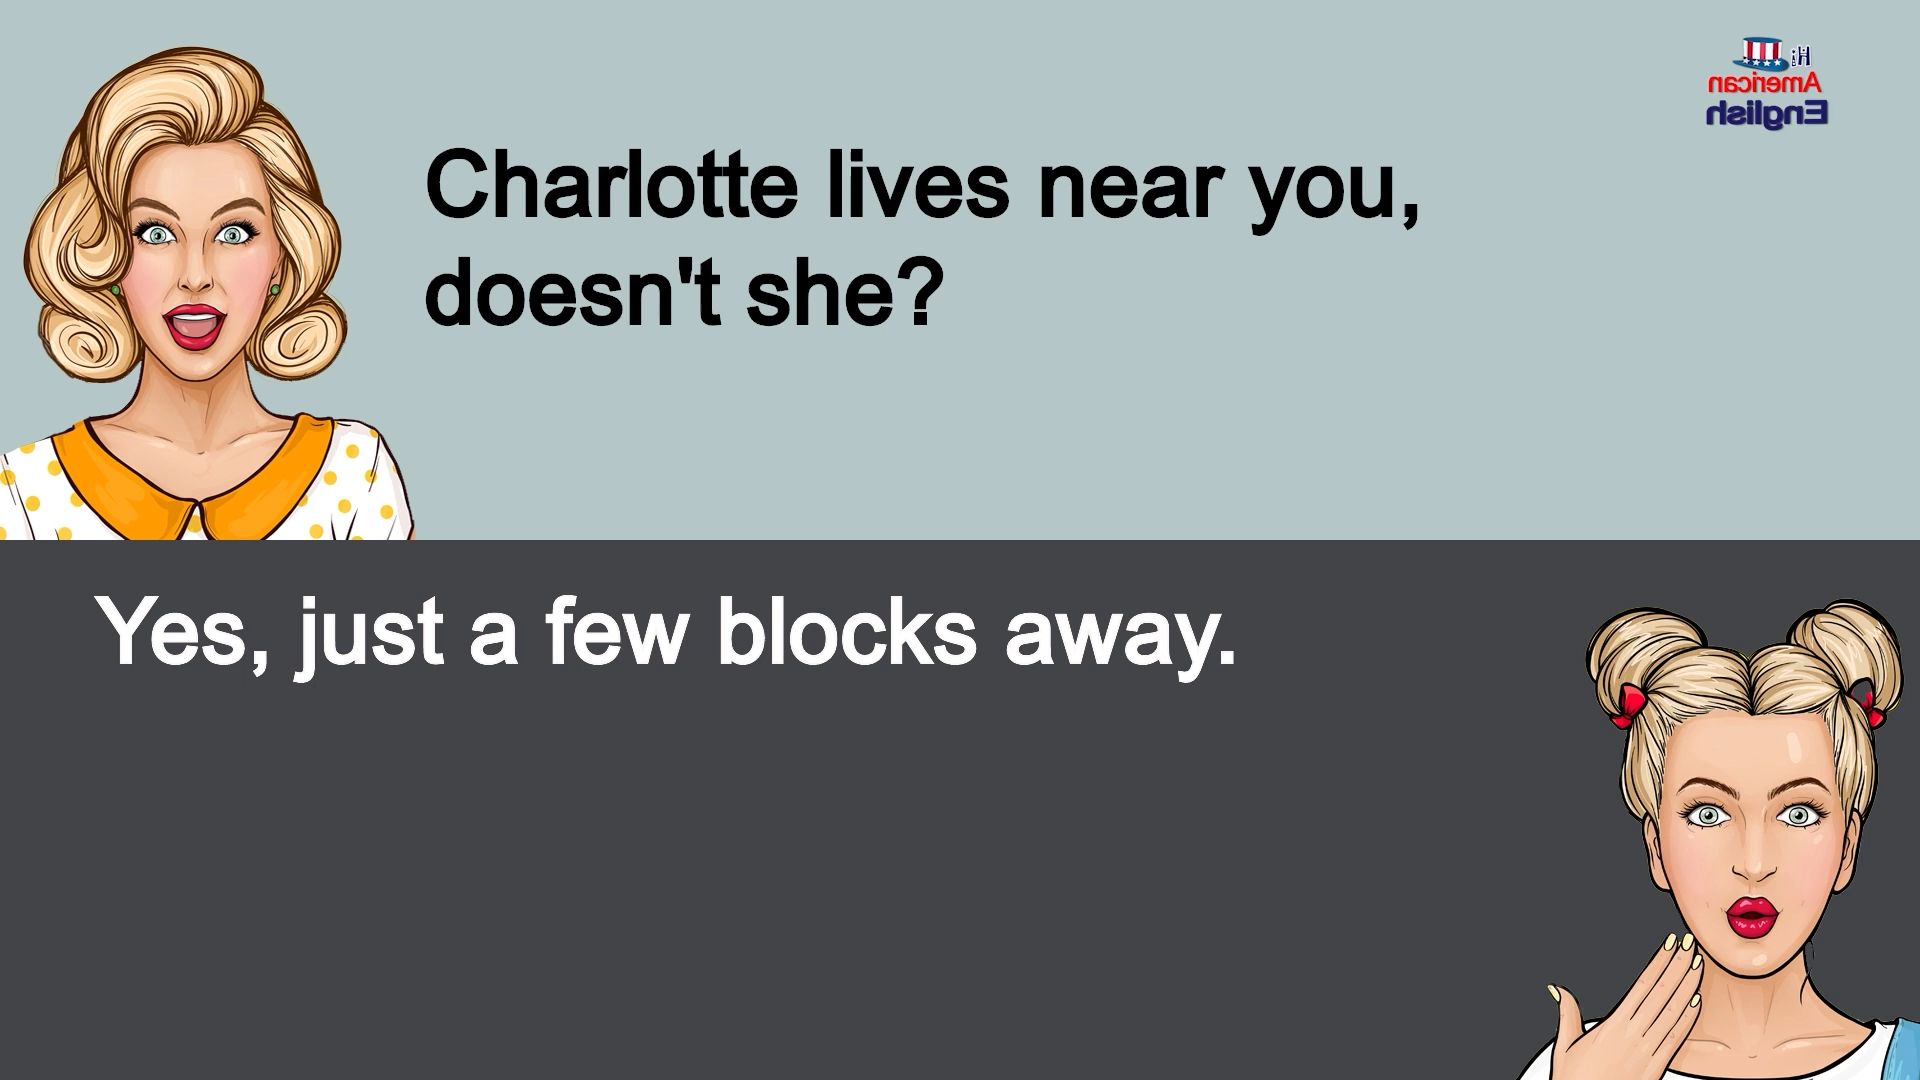 Hi
American
English
Charlotte lives near you,
doesn't she?
Yes, just a few blocks away.